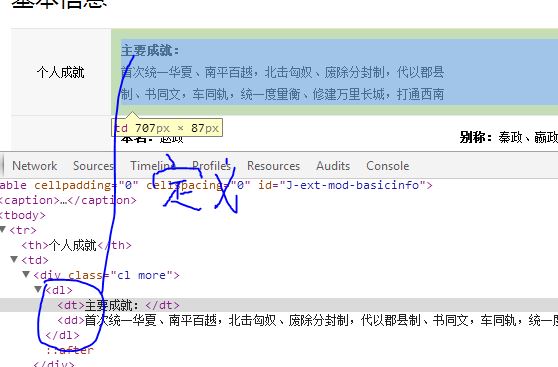 基本信息
主要成就：
首次统一华夏、南平百越，北击匈奴、废除分封制，代以郡县
个人成就
制、书同文，车同轨，统一度量衡、修建万里长城，打通西南
td 707px × 87px
本名：赵政
别称：秦政、嬴政
Network Sources Timeline Profiles Resources Audits Console
able cellpadding="0" cellspacing="0" id="J-ext-mod-basicinfo">
<caption>…</caption>
<tbody>
<tr>
<th>个人成就</th>
<td>
定义
<div class="cl more">
<dl>
<dt>主要成就：</dt>
<dd>首次统一华夏、南平百越，北击匈奴、废除分封制，代以郡县制、书同文，车同轨，统一度
</dl>
::after
</div>